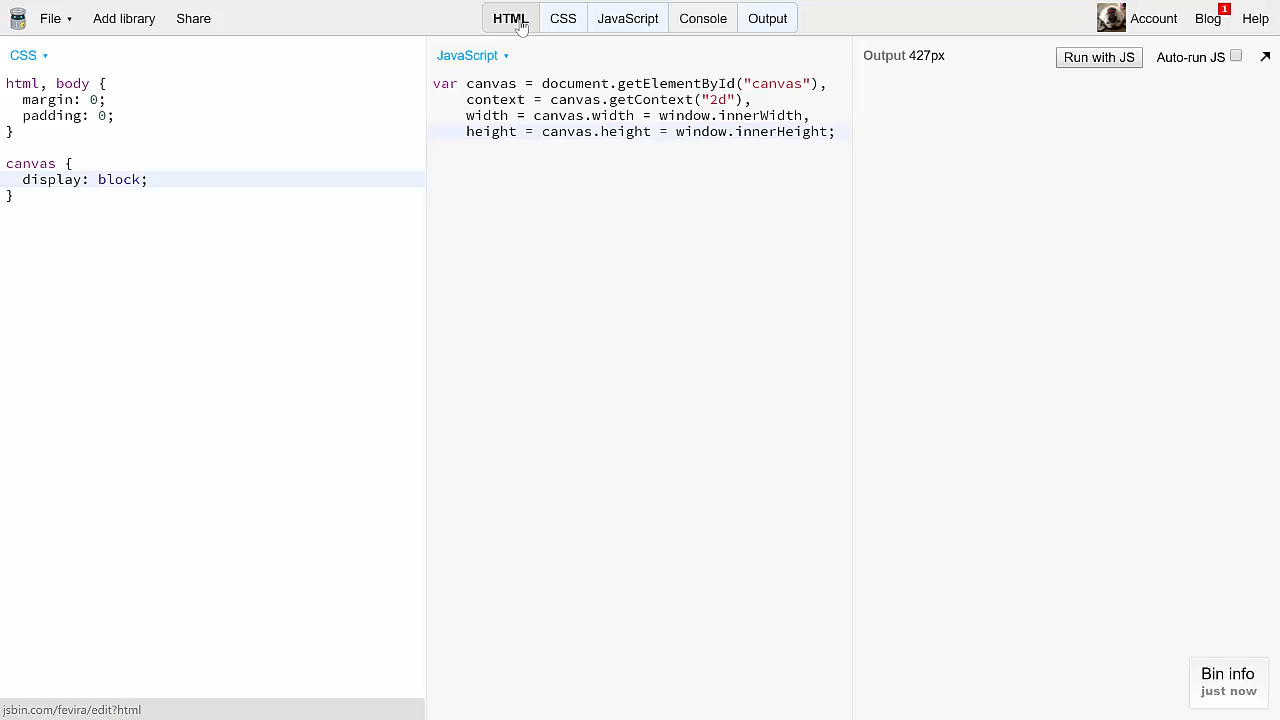 File ▾ Add library Share HTML CSS JavaScript Console Output Account Blog 1 Help
CSS ▾
html, body {
  margin: 0;
  padding: 0;
}
canvas {
  display: block;
}
JavaScript ▾
var canvas = document.getElementById("canvas"),
    context = canvas.getContext("2d"),
    width = canvas.width = window.innerWidth,
    height = canvas.height = window.innerHeight;
Output 427px Run with JS Auto-run JS
Bin info
just now
jsbin.com/fevira/edit?html